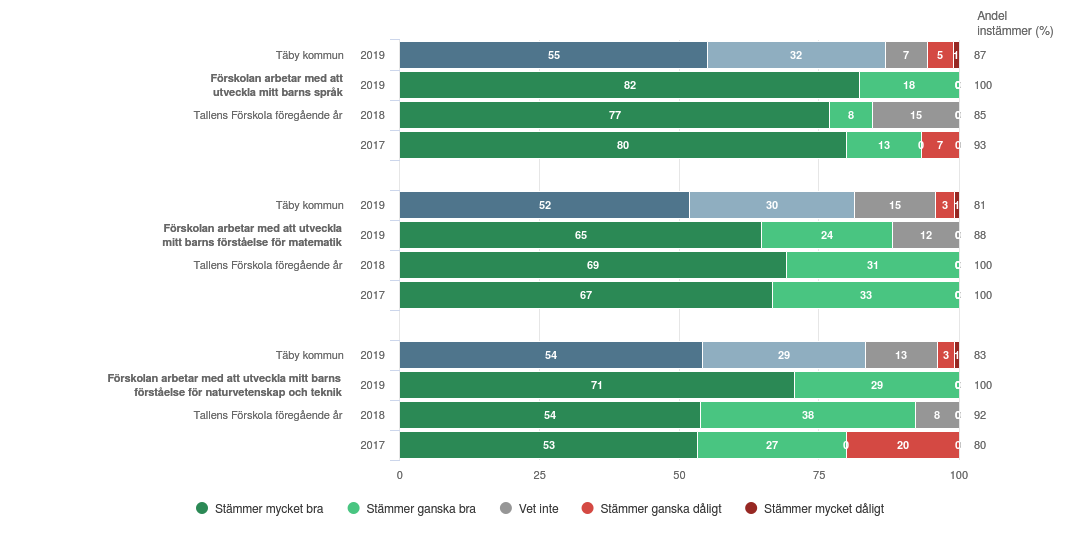 Andel
instämmer (%)
Täby kommun 2019 55 32 7 5 1 87
Förskolan arbetar med att
utveckla mitt barns språk
2019 82 18 0 100
Tallens Förskola föregående år 2018 77 8 15 0 85
2017 80 13 0 7 0 93
Täby kommun 2019 52 30 15 3 1 81
Förskolan arbetar med att utveckla
mitt barns förståelse för matematik
2019 65 24 12 0 88
Tallens Förskola föregående år 2018 69 31 0 100
2017 67 33 0 100
Täby kommun 2019 54 29 13 3 1 83
Förskolan arbetar med att utveckla mitt barns
förståelse för naturvetenskap och teknik
2019 71 29 0 100
Tallens Förskola föregående år 2018 54 38 8 0 92
2017 53 27 0 20 0 80
0 25 50 75 100
Stämmer mycket bra Stämmer ganska bra Vet inte Stämmer ganska dåligt Stämmer mycket dåligt